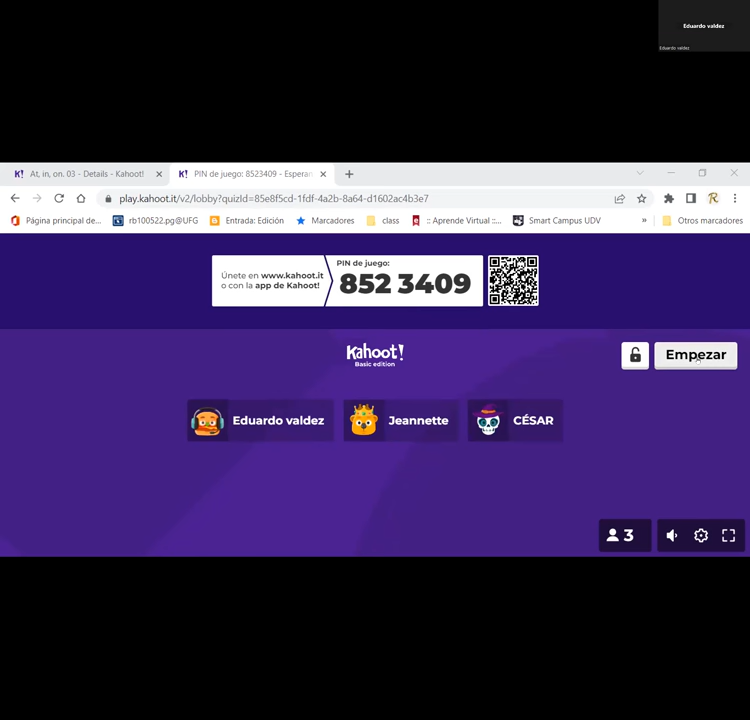 Eduardo valdez
Eduardo valdez
At, in, on. 03 - Details - Kahoot!
PIN de juego: 8523409 - Esperan
play.kahoot.it/v2/lobby?quizId=85e8f5cd-1fdf-4a2b-8a64-d1602ac4b3e7
Página principal de... rb100522.pg@UFG Entrada: Edición Marcadores class :: Aprende Virtual ::... Smart Campus UDV » Otros marcadores
Únete en www.kahoot.it
o con la app de Kahoot!
PIN de juego:
852 3409
Kahoot!
Basic edition
Empezar
Eduardo valdez Jeannette CÉSAR
3